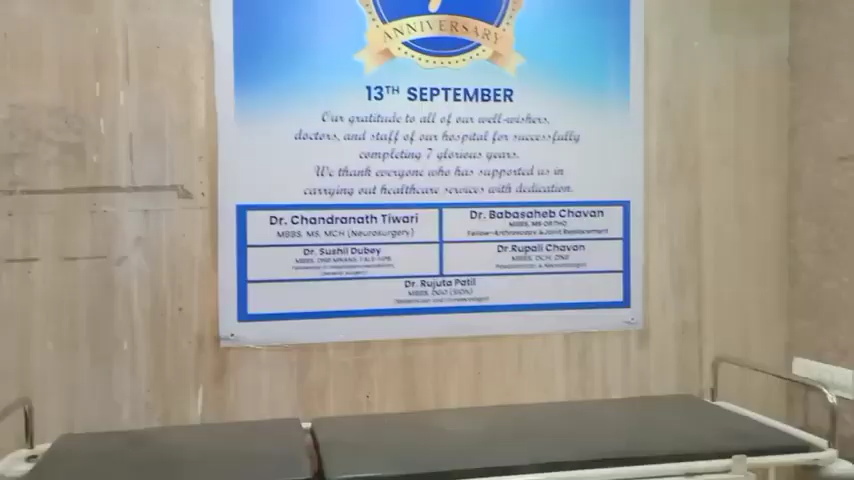 7
ANNIVERSARY
13TH SEPTEMBER
Our gratitude to all of our well-wishers,
doctors, and staff of our hospital for successfully
completing 7 glorious years.
We thank everyone who has supported us in
carrying out healthcare services with dedication.
Dr. Chandranath Tiwari
MBBS, MS, MCH (Neurosurgery)
Dr. Babasaheb Chavan
MBBS, MS ORTHO
Fellow-Arthroscopy & Joint Replacement
Dr. Sushil Dubey
MBBS, DNB
Dr.Rupali Chavan
MBBS, DCH, DNB
Dr. Rujuta Patil
MBBS, DGO